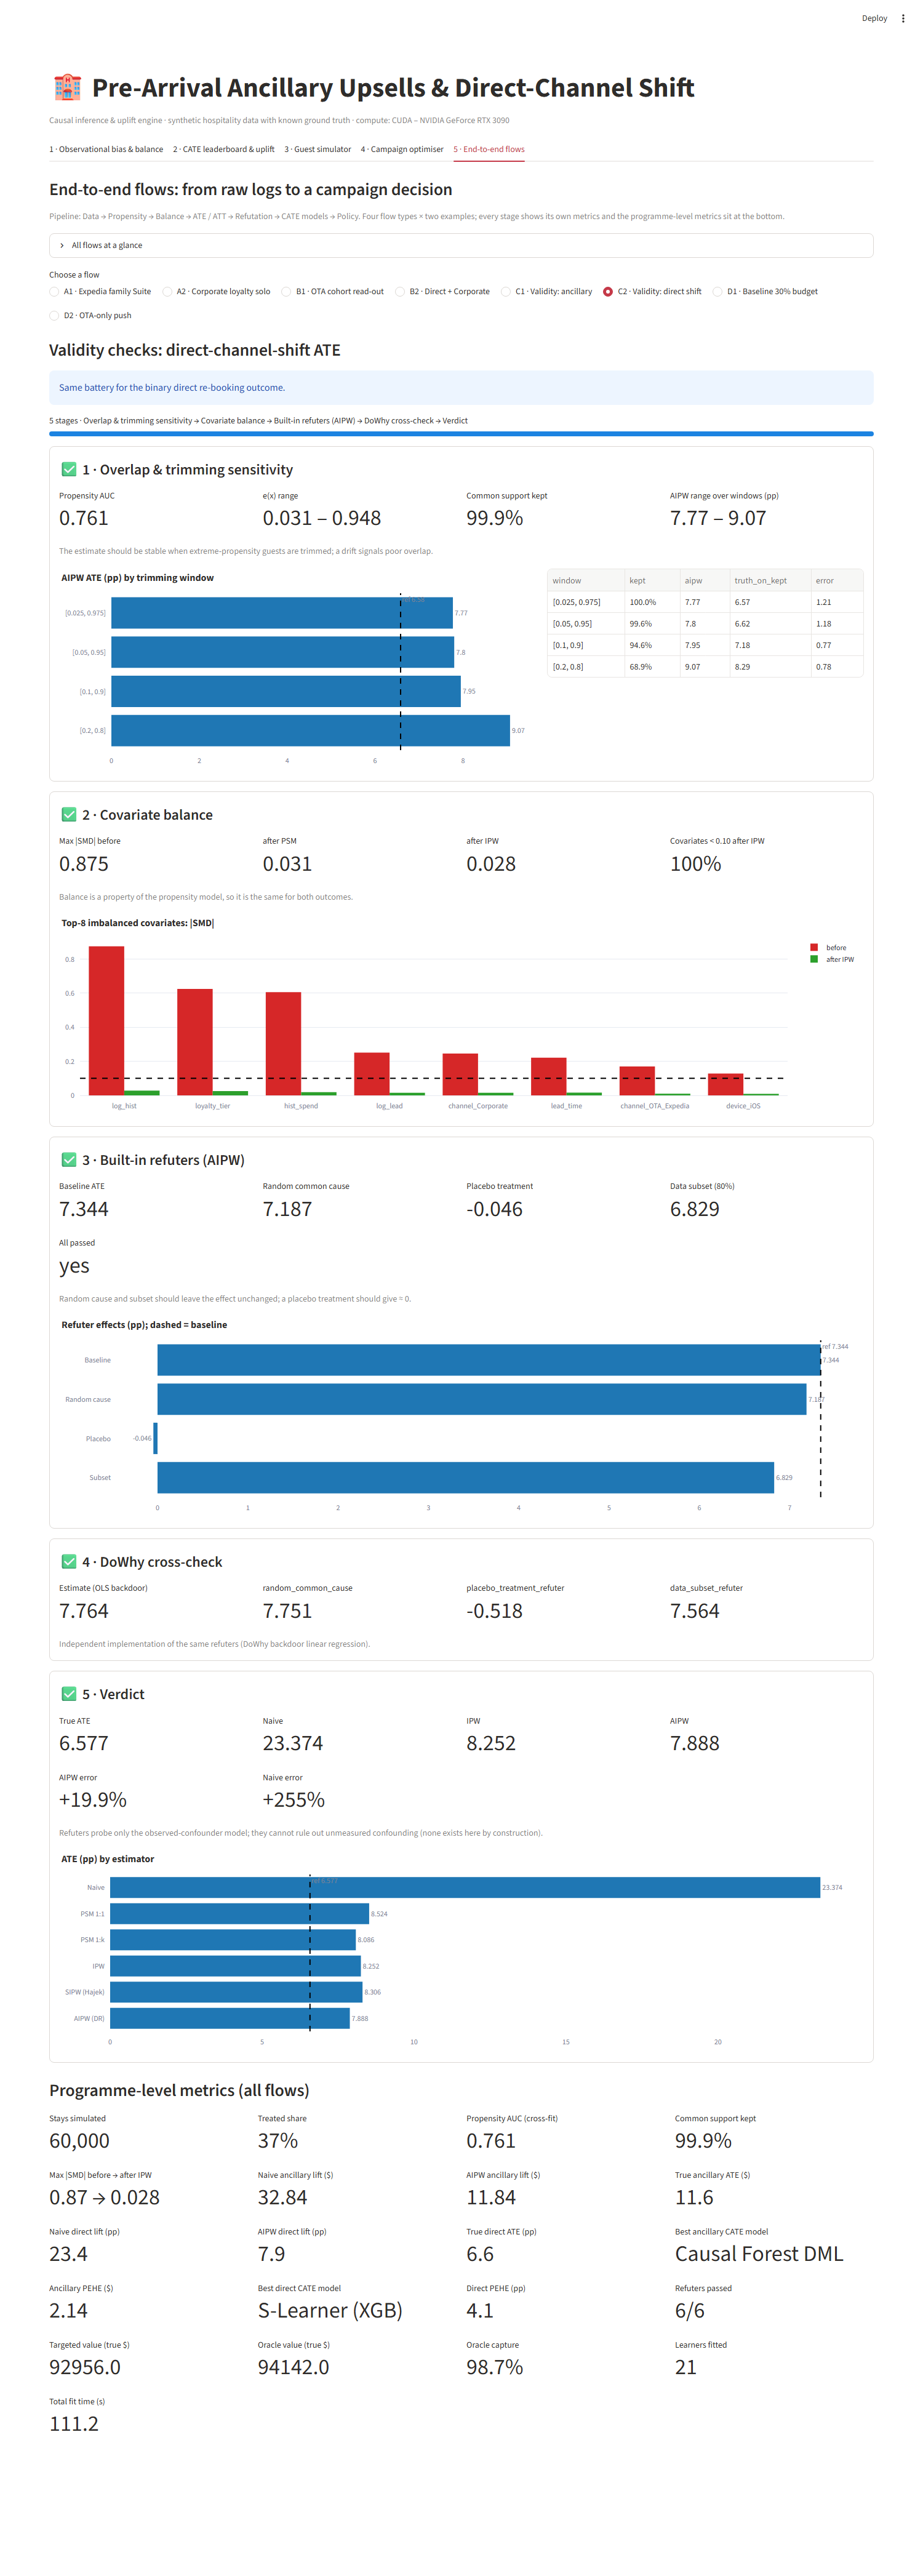 Deploy
Pre-Arrival Ancillary Upsells & Direct-Channel Shift
Causal inference & uplift engine · synthetic hospitality data with known ground truth · compute: CUDA – NVIDIA GeForce RTX 3090
1 · Observational bias & balance 2 · CATE leaderboard & uplift 3 · Guest simulator 4 · Campaign optimiser 5 · End-to-end flows
End-to-end flows: from raw logs to a campaign decision
Pipeline: Data → Propensity → Balance → ATE / ATT → Refutation → CATE models → Policy. Four flow types × two examples; every stage shows its own metrics and the programme-level metrics sit at the bottom.
All flows at a glance
Choose a flow
A1 · Expedia family Suite A2 · Corporate loyalty solo B1 · OTA cohort read-out B2 · Direct + Corporate C1 · Validity: ancillary C2 · Validity: direct shift D1 · Baseline 30% budget
D2 · OTA-only push
Validity checks: direct-channel-shift ATE
Same battery for the binary direct re-booking outcome.
5 stages · Overlap & trimming sensitivity → Covariate balance → Built-in refuters (AIPW) → DoWhy cross-check → Verdict
1 · Overlap & trimming sensitivity
Propensity AUC e(x) range Common support kept AIPW range over windows (pp)
0.761 0.031 – 0.948 99.9% 7.77 – 9.07
The estimate should be stable when extreme-propensity guests are trimmed; a drift signals poor overlap.
AIPW ATE (pp) by trimming window
[0.025, 0.975] 7.77
[0.05, 0.95] 7.8
[0.1, 0.9] 7.95
[0.2, 0.8] 9.07
0 2 4 6 8
window kept aipw truth_on_kept error
[0.025, 0.975] 100.0% 7.77 6.57 1.21
[0.05, 0.95] 99.6% 7.8 6.62 1.18
[0.1, 0.9] 94.6% 7.95 7.18 0.77
[0.2, 0.8] 68.9% 9.07 8.29 0.78
2 · Covariate balance
Max |SMD| before after PSM after IPW Covariates < 0.10 after IPW
0.875 0.031 0.028 100%
Balance is a property of the propensity model, so it is the same for both outcomes.
Top-8 imbalanced covariates: |SMD|
before
after IPW
0.8
0.6
0.4
0.2
0
log_hist loyalty_tier hist_spend log_lead channel_Corporate lead_time channel_OTA_Expedia device_iOS
3 · Built-in refuters (AIPW)
Baseline ATE Random common cause Placebo treatment Data subset (80%)
7.344 7.187 -0.046 6.829
All passed
yes
Random cause and subset should leave the effect unchanged; a placebo treatment should give ≈ 0.
Refuter effects (pp); dashed = baseline
ref 7.344
Baseline 7.344
Random cause 7.187
Placebo -0.046
Subset 6.829
0 1 2 3 4 5 6 7
4 · DoWhy cross-check
Estimate (OLS backdoor) random_common_cause placebo_treatment_refuter data_subset_refuter
7.764 7.751 -0.518 7.564
Independent implementation of the same refuters (DoWhy backdoor linear regression).
5 · Verdict
True ATE Naive IPW AIPW
6.577 23.374 8.252 7.888
AIPW error Naive error
+19.9% +255%
Refuters probe only the observed-confounder model; they cannot rule out unmeasured confounding (none exists here by construction).
ATE (pp) by estimator
ref 6.577
Naive 23.374
PSM 1:1 8.524
PSM 1:k 8.086
IPW 8.252
SIPW (Hajek) 8.306
AIPW (DR) 7.888
0 5 10 15 20
Programme-level metrics (all flows)
Stays simulated Treated share Propensity AUC (cross-fit) Common support kept
60,000 37% 0.761 99.9%
Max |SMD| before → after IPW Naive ancillary lift ($) AIPW ancillary lift ($) True ancillary ATE ($)
0.87 → 0.028 32.84 11.84 11.6
Naive direct lift (pp) AIPW direct lift (pp) True direct ATE (pp) Best ancillary CATE model
23.4 7.9 6.6 Causal Forest DML
Ancillary PEHE ($) Best direct CATE model Direct PEHE (pp) Refuters passed
2.14 S-Learner (XGB) 4.1 6/6
Targeted value (true $) Oracle value (true $) Oracle capture Learners fitted
92956.0 94142.0 98.7% 21
Total fit time (s)
111.2